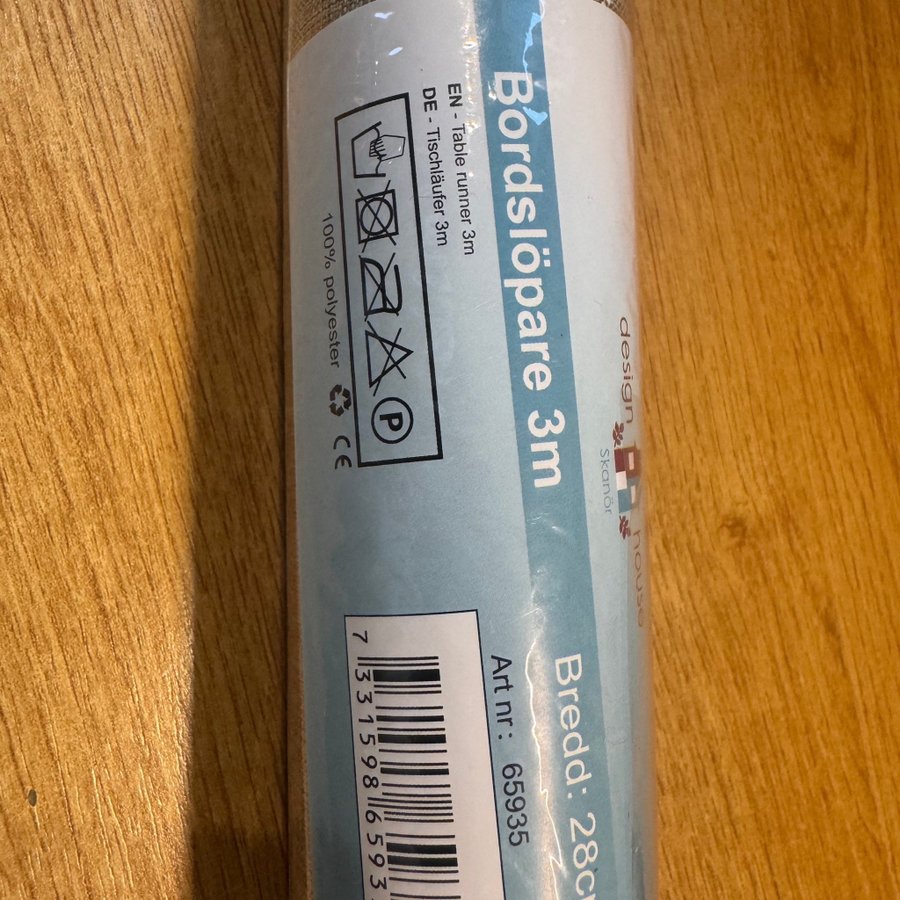 design house
Skanör
Bordslöpare 3m
Bredd: 28c
EN - Table runner 3m
DE - Tischläufer 3m
P
100% polyester CE
Art nr: 65935
7 331598 6593